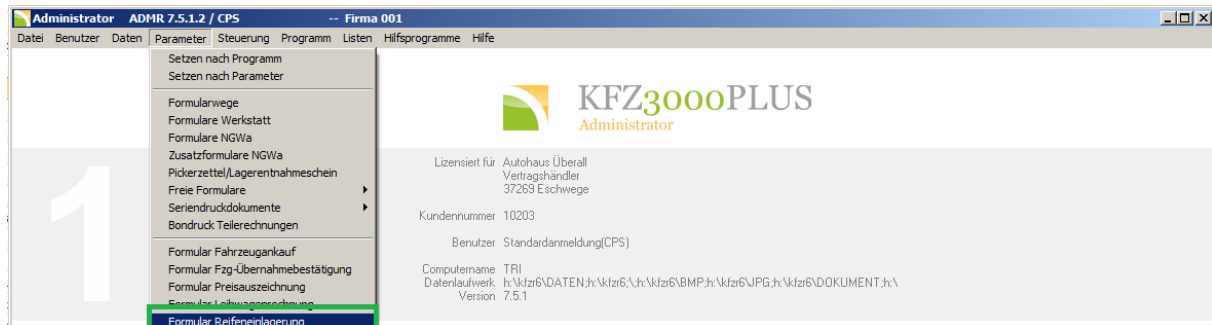 Administrator ADMR 7.5.1.2 / CPS -- Firma 001
Datei Benutzer Daten Parameter Steuerung Programm Listen Hilfsprogramme Hilfe
Setzen nach Programm
Setzen nach Parameter
Formularwege
Formulare Werkstatt
Formulare NGWa
Zusatzformulare NGWa
Pickerzettel/Lagerentnahmeschein
Freie Formulare
Seriendruckdokumente
Bondruck Teilerechnungen
Formular Fahrzeugankauf
Formular Fzg-Übernahmebestätigung
Formular Preisauszeichnung
Formular Leihwagenrechnung
Formular Reifeneinlagerung
KFZ3000PLUS
Administrator
1
Lizensiert für Autohaus Überall
Vertragshändler
37269 Eschwege
Kundennummer 10203
Benutzer Standardanmeldung(CPS)
Computername TRI
Datenlaufwerk h:\kfzr6\DATEN;h:\kfzr6;\;h:\kfzr6\BMP;h:\kfzr6\JPG;h:\kfzr6\DOKUMENT;h:\
Version 7.5.1